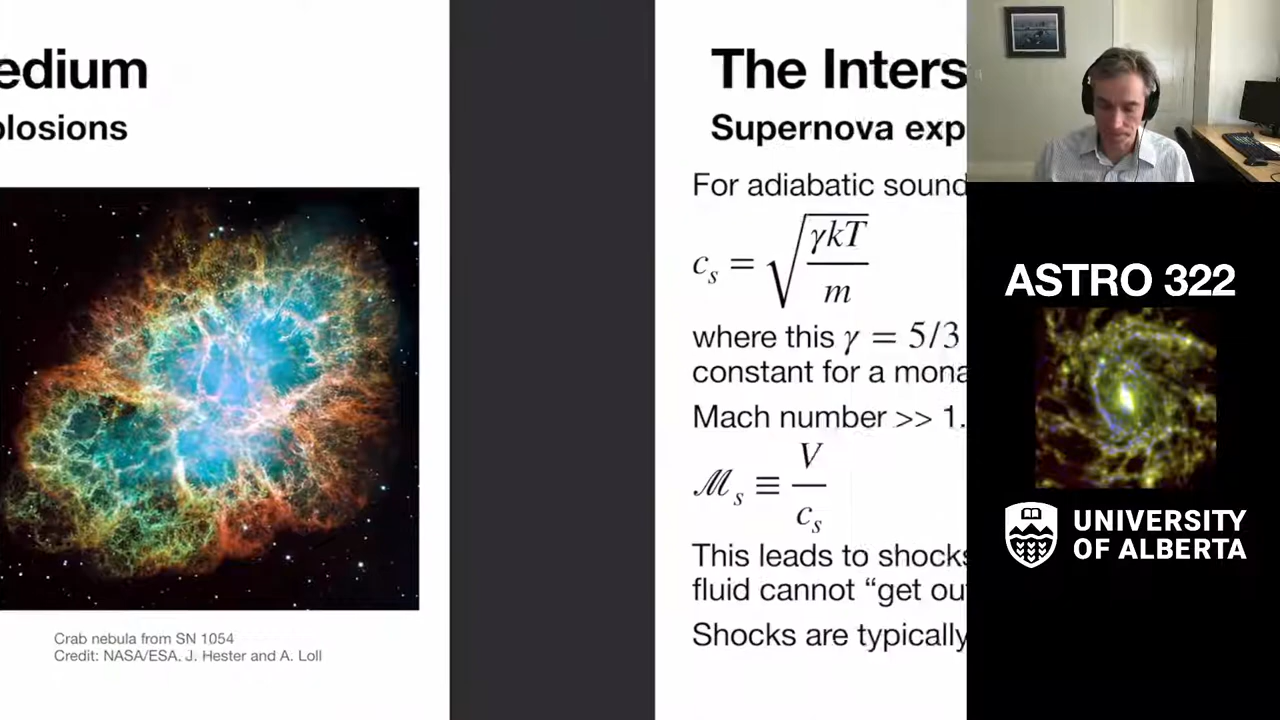 edium
plosions
Crab nebula from SN 1054
Credit: NASA/ESA. J. Hester and A. Loll
The Inters
Supernova exp
For adiabatic sound
c_s = √(γkT/m)
where this γ = 5/3
constant for a mona
Mach number >> 1.
ℳ_s ≡ V/c_s
This leads to shocks
fluid cannot “get ou
Shocks are typically
ASTRO 322
UNIVERSITY
OF ALBERTA